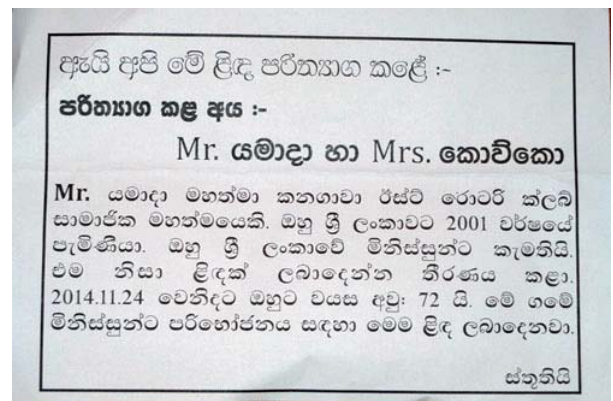 ඇයි අපි මේ ළිඳ පරිත්‍යාග කළේ :-
පරිත්‍යාග කළ අය :-
Mr. යමාදා හා Mrs. කොව්කො
Mr. යමාදා මහත්මා කනගාවා ඊස්ට් රොටරි ක්ලබ්
සාමාජික මහත්මයෙකි. ඔහු ශ්‍රී ලංකාවට 2001 වර්ෂයේ
පැමිණියා. ඔහු ශ්‍රී ලංකාවේ මිනිස්සුන්ට කැමතියි.
එම නිසා ළිඳක් ලබාදෙන්න තීරණය කළා.
2014.11.24 වෙනිදට ඔහුට වයස අවුः 72 යි. මේ ගමේ
මිනිස්සුන්ට පරිභෝජනය සඳහා මෙම ළිඳ ලබාදෙනවා.
ස්තූතියි